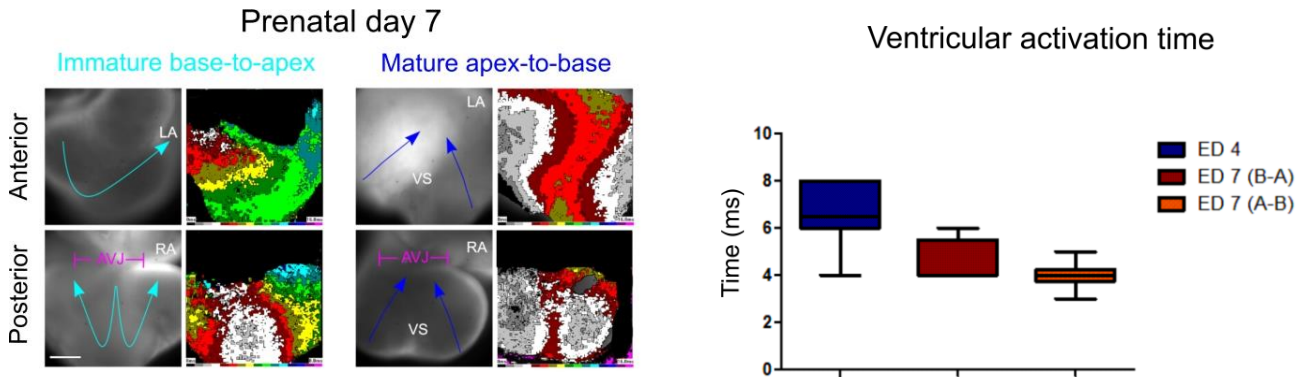 Prenatal day 7
Immature base-to-apex
Mature apex-to-base
Anterior
LA
LA
VS
Posterior
AVJ
RA
AVJ
RA
VS
Ventricular activation time
Time (ms)
10
8
6
4
2
0
ED 4
ED 7 (B-A)
ED 7 (A-B)